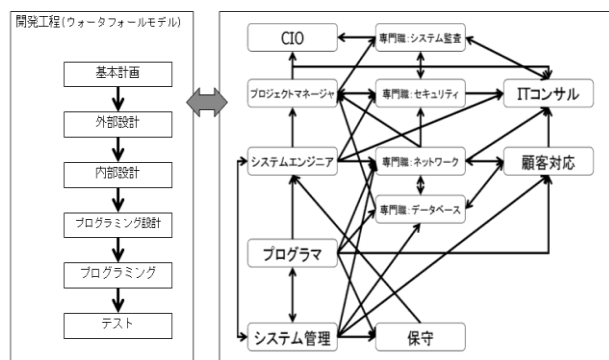 開発工程(ウォータフォールモデル)
基本計画
外部設計
内部設計
プログラミング設計
プログラミング
テスト
CIO
専門職:システム監査
プロジェクトマネージャ
専門職:セキュリティ
ITコンサル
システムエンジニア
専門職:ネットワーク
顧客対応
専門職:データベース
プログラマ
システム管理
保守